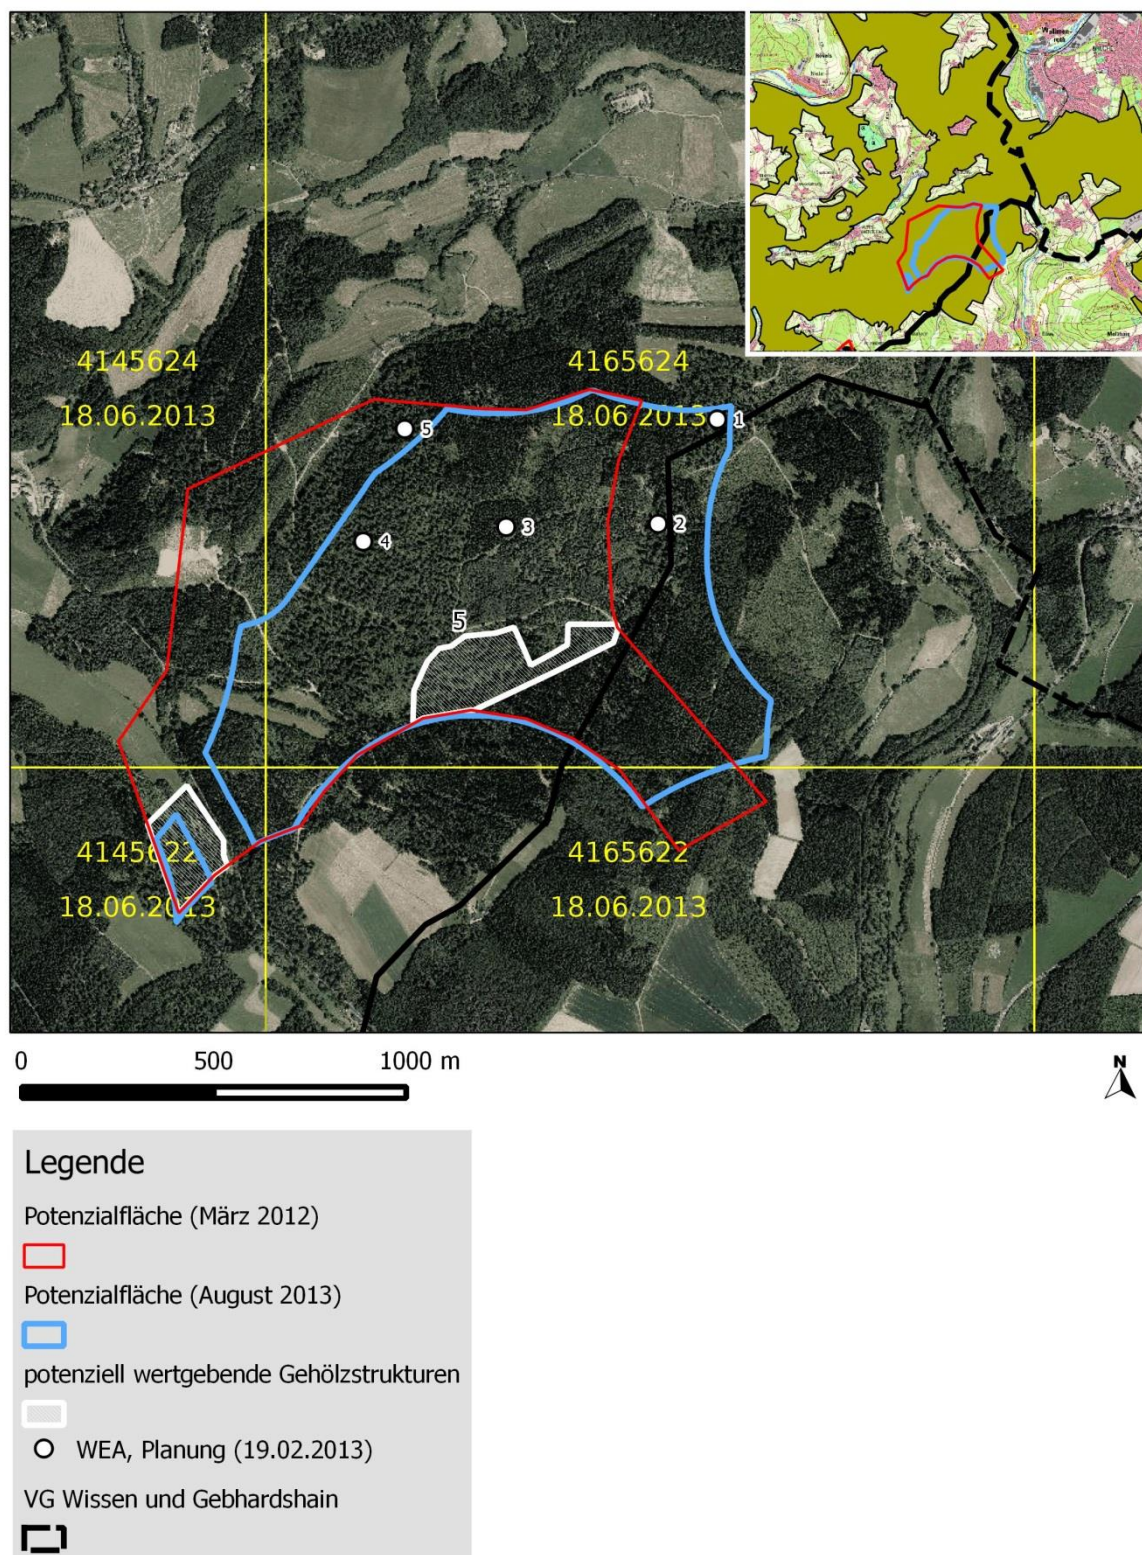 4145624
18.06.2013
4165624
18.06.2013
1
5
3
2
4
5
4145622
18.06.2013
4165622
18.06.2013
0 500 1000 m
N
Legende
Potenzialfläche (März 2012)
Potenzialfläche (August 2013)
potenziell wertgebende Gehölzstrukturen
WEA, Planung (19.02.2013)
VG Wissen und Gebhardshain